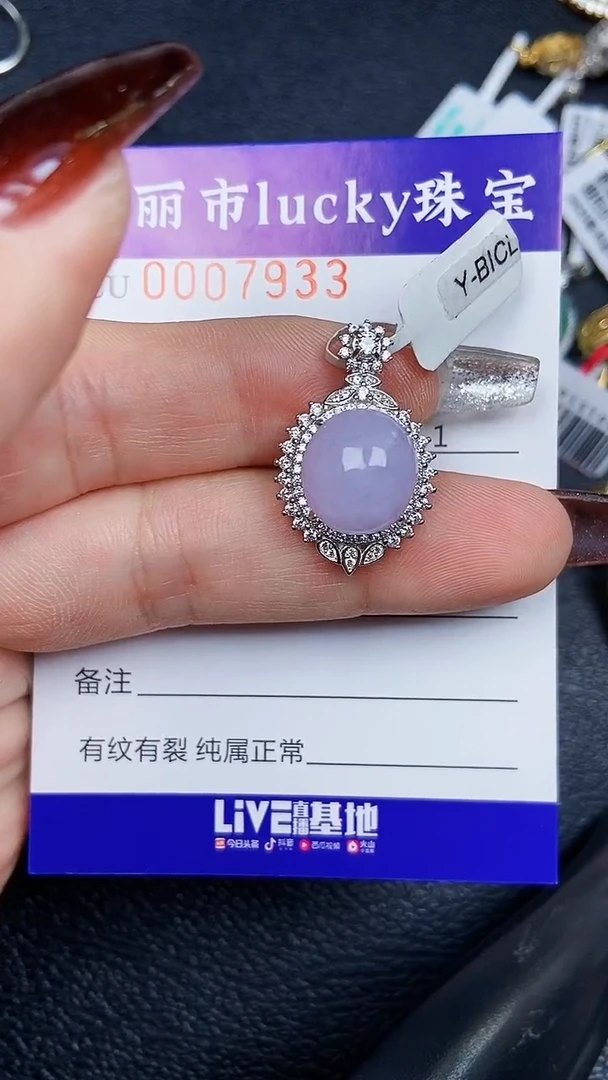 丽市lucky珠宝
0007933
Y-BICL
1
备注
有纹有裂 纯属正常
LiVE直播基地
今日头条 抖音 西瓜视频 火山